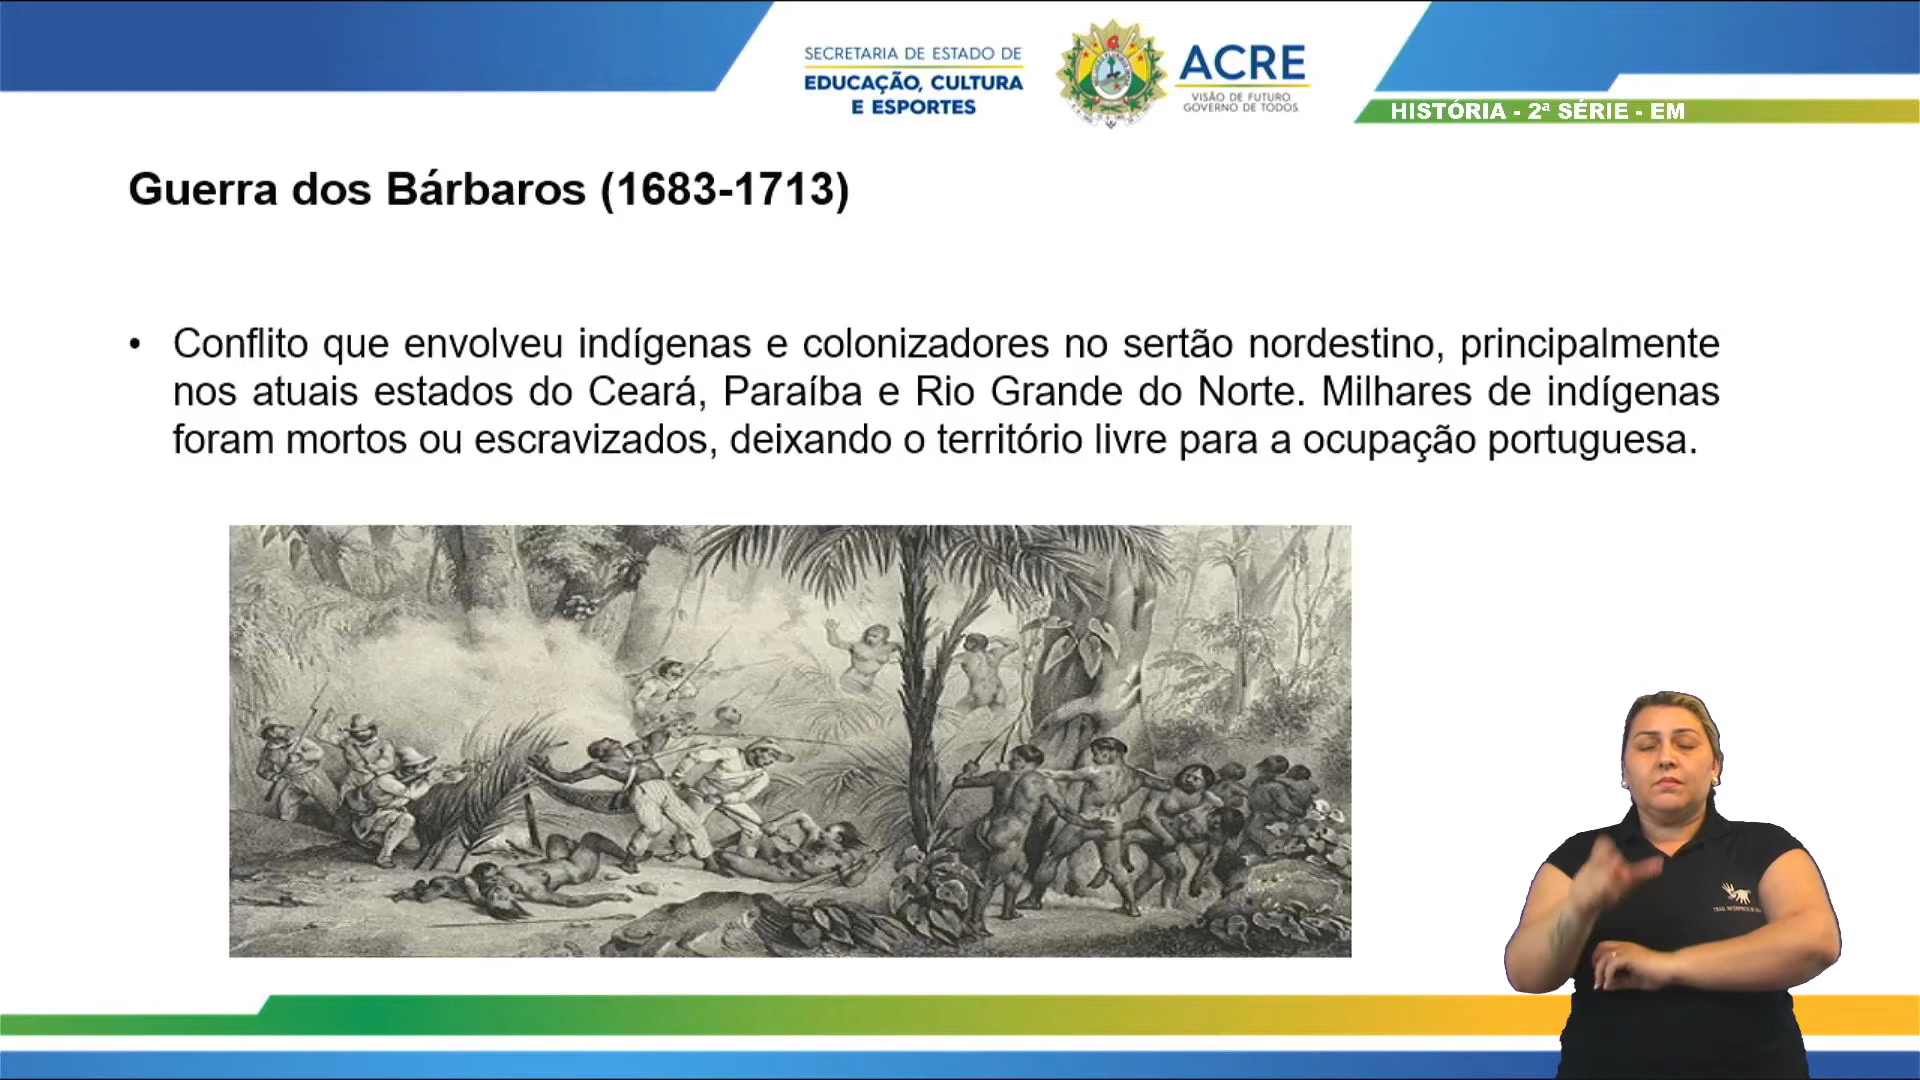 SECRETARIA DE ESTADO DE
EDUCAÇÃO, CULTURA
E ESPORTES
ACRE
VISÃO DE FUTURO
GOVERNO DE TODOS
HISTÓRIA - 2ª SÉRIE - EM
Guerra dos Bárbaros (1683-1713)
• Conflito que envolveu indígenas e colonizadores no sertão nordestino, principalmente
nos atuais estados do Ceará, Paraíba e Rio Grande do Norte. Milhares de indígenas
foram mortos ou escravizados, deixando o território livre para a ocupação portuguesa.